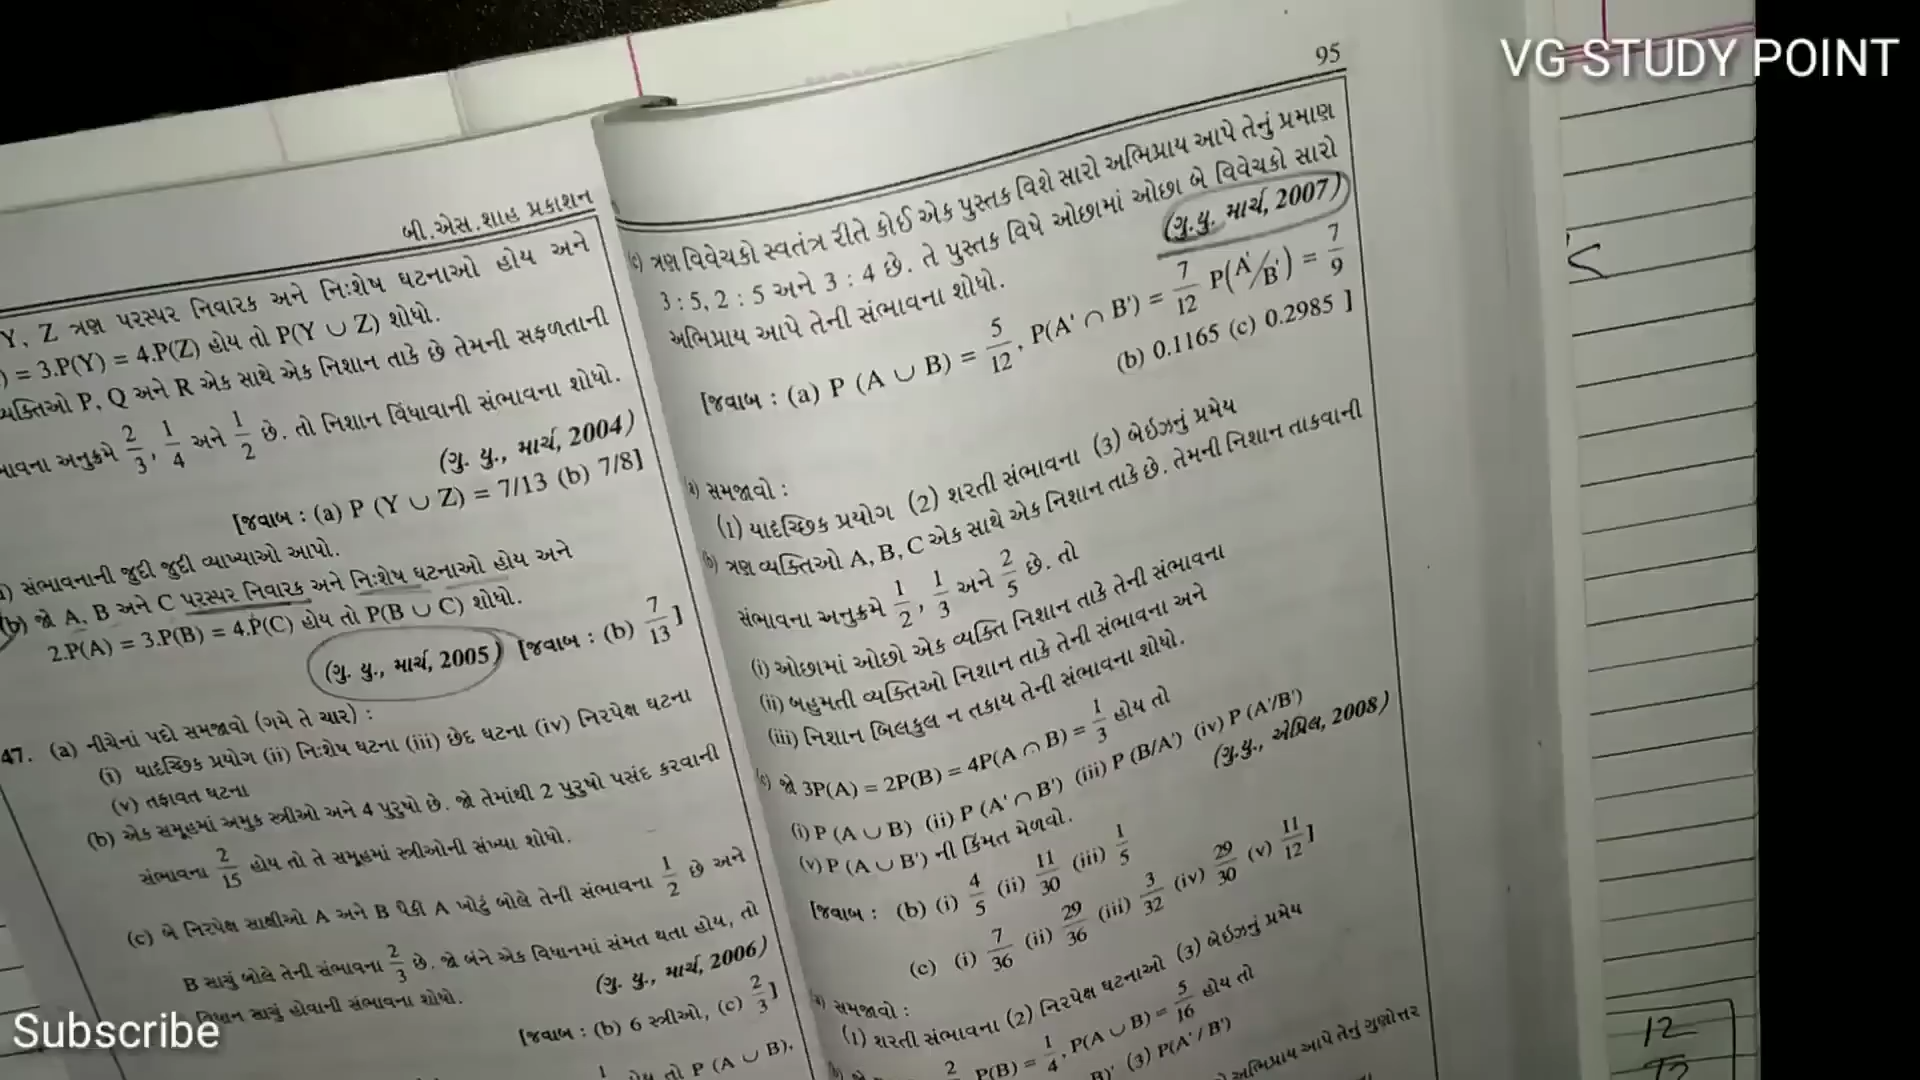 VG STUDY POINT
બી.એસ.શાહ પ્રકાશન
Y, Z ત્રણ પરસ્પર નિવારક અને નિઃશેષ ઘટનાઓ હોય અને
) = 3.P(Y) = 4.P(Z) હોય તો P(Y ∪ Z) શોધો.
વ્યક્તિઓ P, Q અને R એક સાથે એક નિશાન તાકે છે તેમની સફળતાની
અનુક્રમે 2/3, 1/4 અને 1/2 છે. તો નિશાન વિંધાવાની સંભાવના શોધો.
(ગુ. યુ., માર્ચ, 2004)
[જવાબ : (a) P (Y ∪ Z) = 7/13 (b) 7/8]
સંભાવનાની જુદી જુદી વ્યાખ્યાઓ આપો.
(b) જો A, B અને C પરસ્પર નિવારક અને નિઃશેષ ઘટનાઓ હોય અને
2.P(A) = 3.P(B) = 4.P(C) હોય તો P(B ∪ C) શોધો.
(ગુ. યુ., માર્ચ, 2005) [જવાબ : (b) 7/13]
47. (a) નીચેનાં પદો સમજાવો (ગમે તે ચાર) :
(i) યાદચ્છિક પ્રયોગ (ii) નિઃશેષ ઘટના (iii) છેદ ઘટના (iv) નિરપેક્ષ ઘટના
(v) તફાવત ઘટના
(b) એક સમૂહમાં અમુક સ્ત્રીઓ અને 4 પુરુષો છે. જો તેમાંથી 2 પુરુષો પસંદ કરવાની
સંભાવના 2/15 હોય તો તે સમૂહમાં સ્ત્રીઓની સંખ્યા શોધો.
(c) બે નિરપેક્ષ સાક્ષીઓ A અને B પૈકી A ખોટું બોલે તેની સંભાવના 1/2 છે અને
B સાચું બોલે તેની સંભાવના 2/3 છે. જો બંને એક વિધાનમાં સંમત થતા હોય, તો
વિધાન સાચું હોવાની સંભાવના શોધો. (ગુ. યુ., માર્ચ, 2006)
[જવાબ : (b) 6 સ્ત્રીઓ, (c) 2/3]
તો P (A ∪ B),
95
(c) ત્રણ વિવેચકો સ્વતંત્ર રીતે કોઈ એક પુસ્તક વિશે સારો અભિપ્રાય આપે તેનું પ્રમાણ
3 : 5, 2 : 5 અને 3 : 4 છે. તે પુસ્તક વિષે ઓછામાં ઓછા બે વિવેચકો સારો
અભિપ્રાય આપે તેની સંભાવના શોધો. (ગુ.યુ. માર્ચ, 2007)
[જવાબ : (a) P (A ∪ B) = 5/12, P(A' ∩ B') = 7/12 P(A'/B') = 7/9
(b) 0.1165 (c) 0.2985 ]
(a) સમજાવો :
(1) યાદચ્છિક પ્રયોગ (2) શરતી સંભાવના (3) બેઈઝનું પ્રમેય
(b) ત્રણ વ્યક્તિઓ A, B, C એક સાથે એક નિશાન તાકે છે. તેમની નિશાન તાકવાની
સંભાવના અનુક્રમે 1/2, 1/3 અને 2/5 છે. તો
(i) ઓછામાં ઓછો એક વ્યક્તિ નિશાન તાકે તેની સંભાવના
(ii) બહુમતી વ્યક્તિઓ નિશાન તાકે તેની સંભાવના અને
(iii) નિશાન બિલકુલ ન તકાય તેની સંભાવના શોધો.
(c) જો 3P(A) = 2P(B) = 4P(A ∩ B) = 1/3 હોય તો
(i) P (A ∪ B) (ii) P (A' ∩ B') (iii) P (B/A') (iv) P (A'/B')
(v) P (A ∪ B') ની કિંમત મેળવો. (ગુ.યુ., એપ્રિલ, 2008)
[જવાબ : (b) (i) 4/5 (ii) 11/30 (iii) 1/5
(c) (i) 7/36 (ii) 29/36 (iii) 3/32 (iv) 29/30 (v) 11/12]
(a) સમજાવો :
(1) શરતી સંભાવના (2) નિરપેક્ષ ઘટનાઓ (3) બેઈઝનું પ્રમેય
P(B) = 1/4, P(A ∪ B) = 5/16 હોય તો
(3) P(A' / B')
અભિપ્રાય આપે તેનું ગુણોત્તર
12
Subscribe